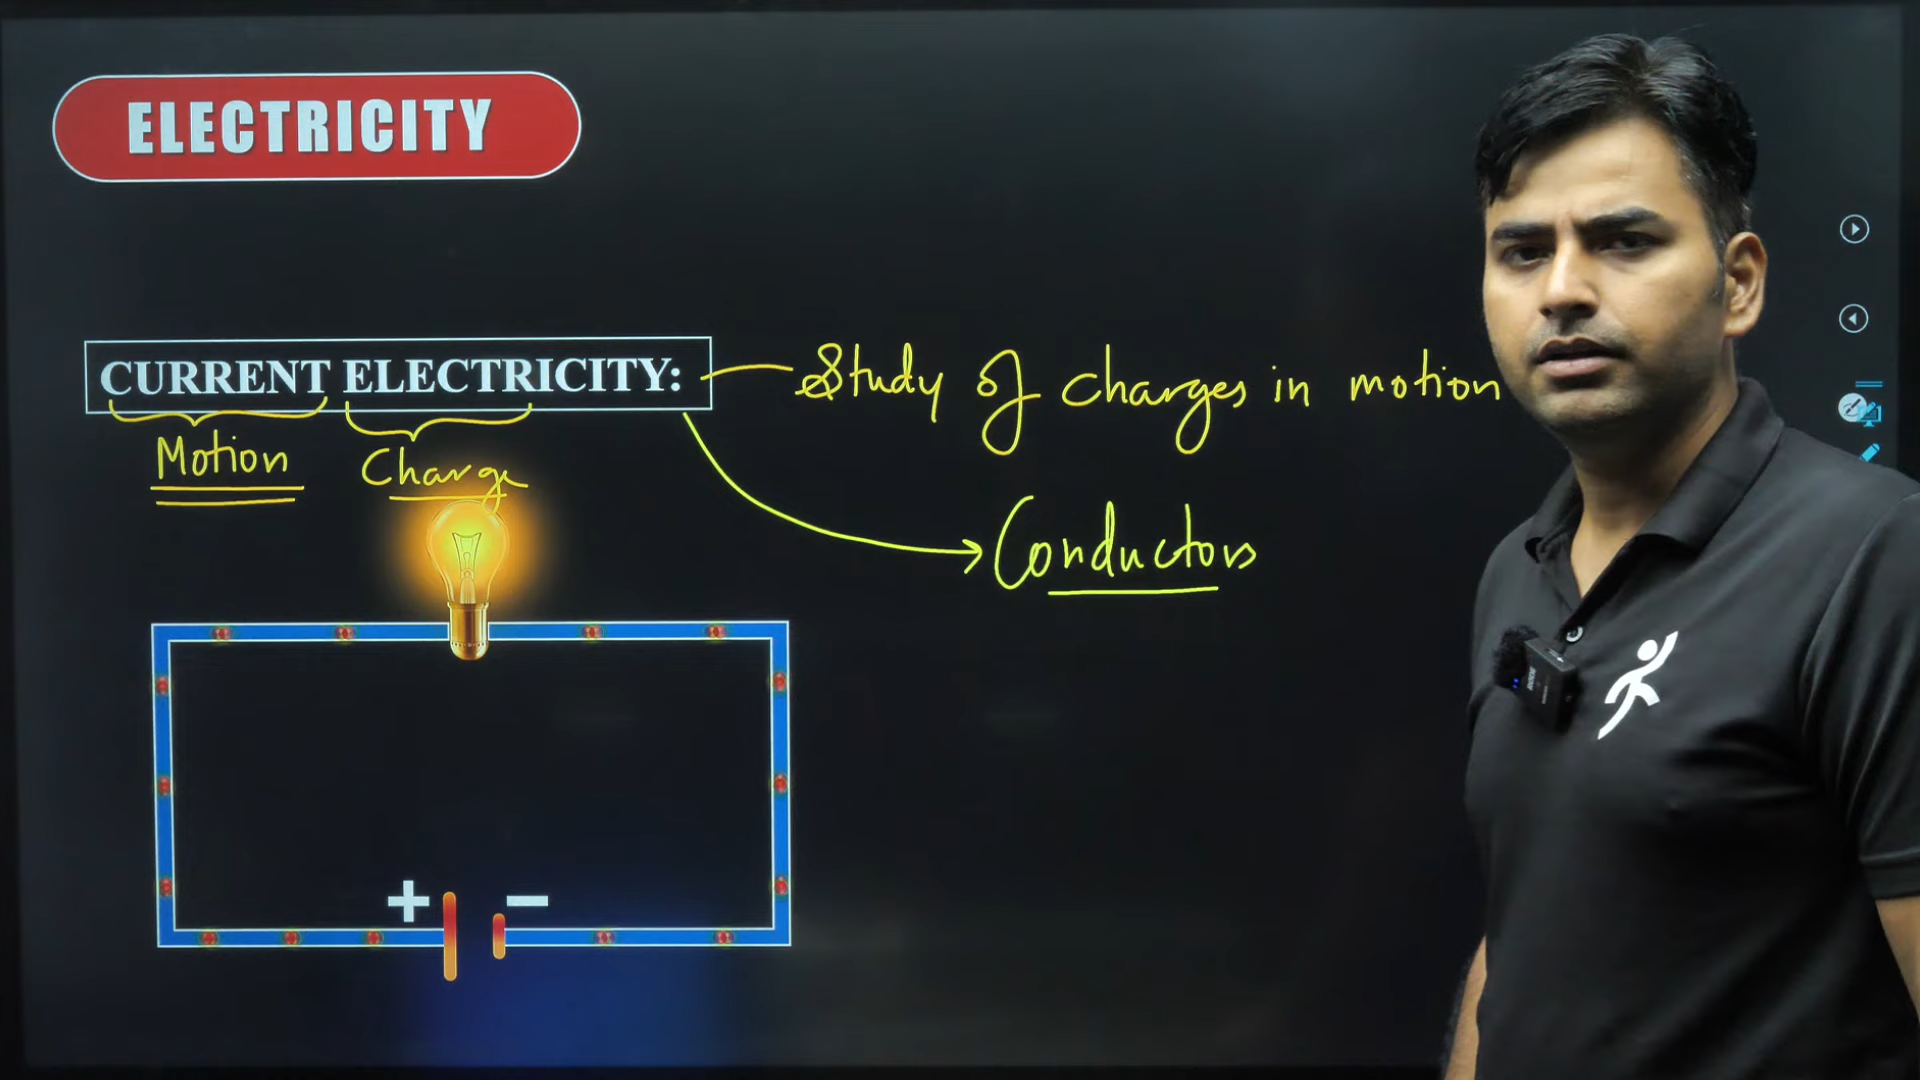 ELECTRICITY
CURRENT ELECTRICITY:
Study of charges in motion
Motion
Charge
Conductors
+ −